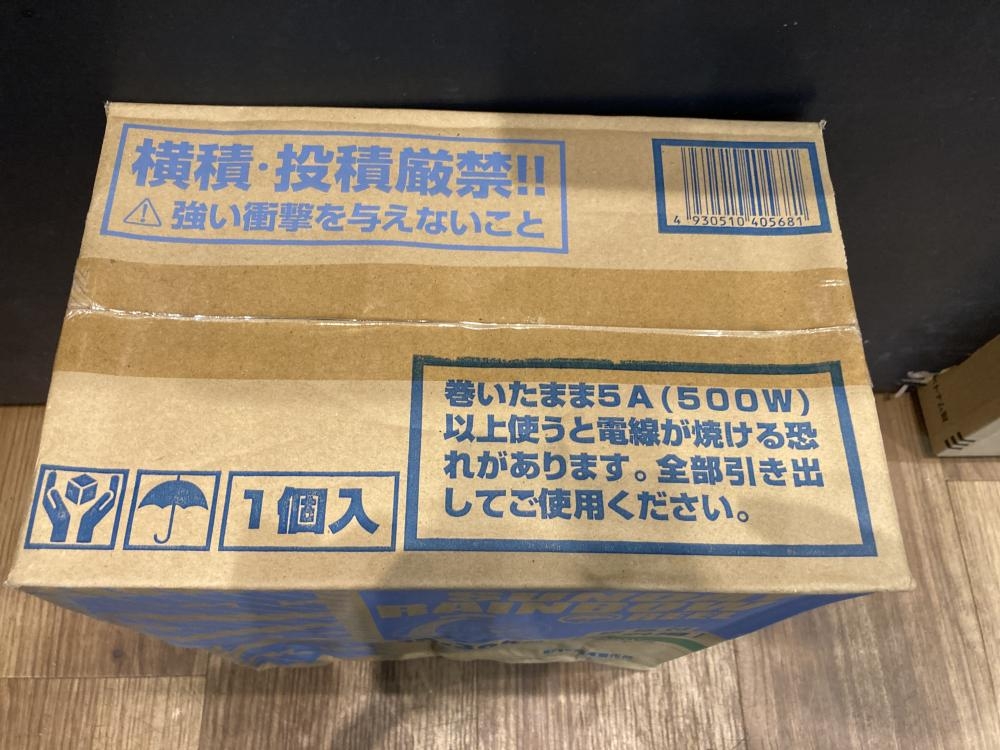 横積・投積厳禁!!
⚠強い衝撃を与えないこと
4 930510 405681
巻いたまま5A(500W)
以上使うと電線が焼ける恐
れがあります。全部引き出
してご使用ください。
1個入
RAINBOW